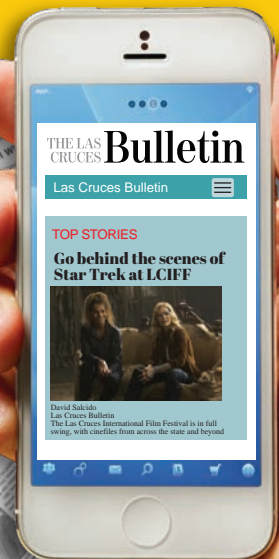 THE LAS
CRUCES Bulletin
Las Cruces Bulletin
TOP STORIES
Go behind the scenes of
Star Trek at LCIFF
David Salcido
Las Cruces Bulletin
The Las Cruces International Film Festival is in full
swing, with cinefiles from across the state and beyond